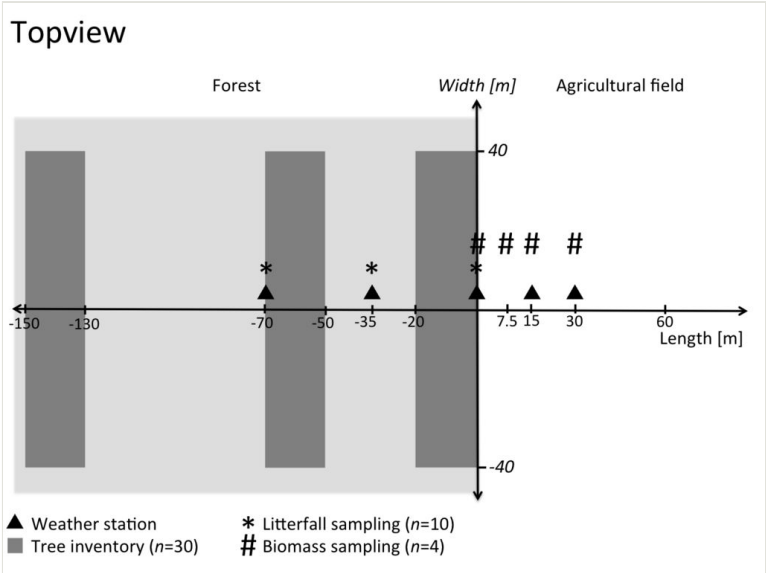 Topview
Forest
Width [m]
Agricultural field
40
# # # #
* * *
-150 -130 -70 -50 -35 -20 7.5 15 30 60
Length [m]
-40
▲ Weather station
* Litterfall sampling (n=10)
■ Tree inventory (n=30)
# Biomass sampling (n=4)